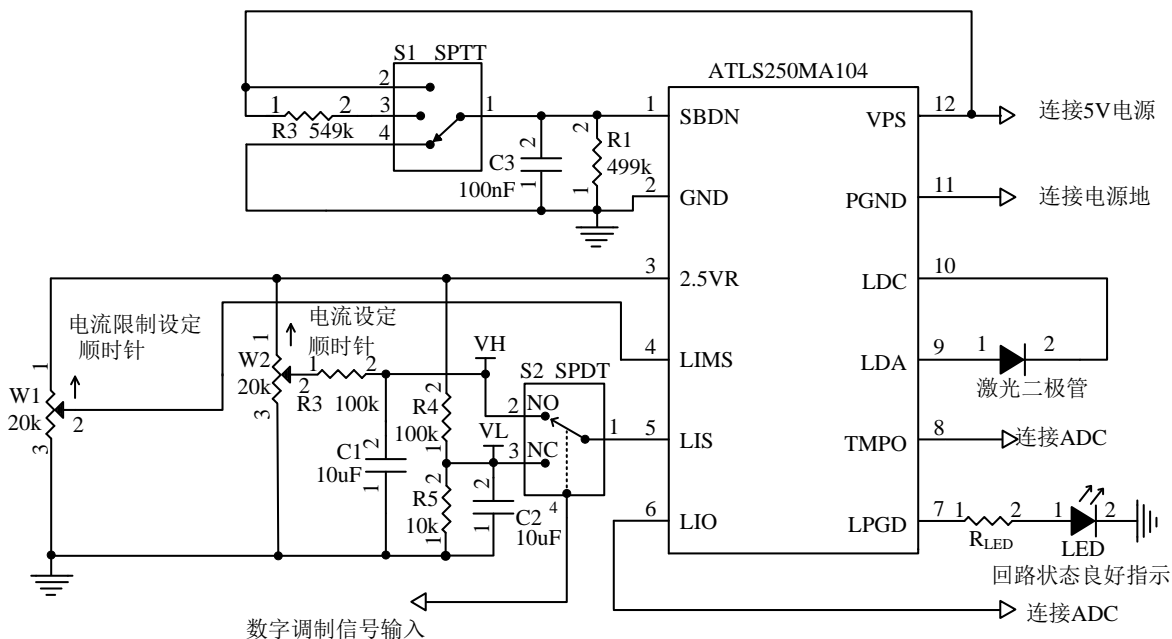 S1 SPTT
ATLS250MA104
2
1 2 3
R3 549k
4
1
2
C3
1
100nF
2
R1
499k
1
1 SBDN
2 GND
3 2.5VR
4 LIMS
5 LIS
6 LIO
VPS 12
连接5V电源
PGND 11
连接电源地
LDC 10
LDA 9
1 2
激光二极管
TMPO 8
连接ADC
LPGD 7
1 2
RLED
1 2
LED
回路状态良好指示
连接ADC
电流限制设定
顺时针
1
W1
20k
2
3
电流设定
顺时针
1
W2
20k
2
3
1 2
R3 100k
VH
2
C1
10uF
1
2
R4
100k
1
VL
2
R5
10k
1
2
C2
1
10uF
S2 SPDT
2 NO
1
3 NC
4
数字调制信号输入